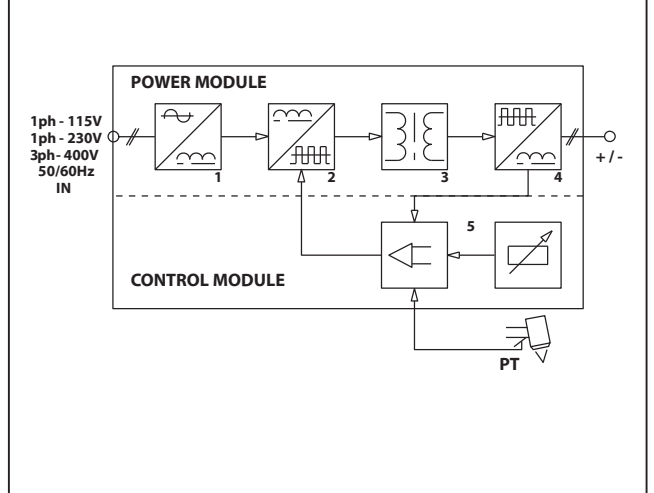 POWER MODULE
1ph - 115V
1ph - 230V
3ph- 400V
50/60Hz
IN
1
2
3
4
+ / -
5
CONTROL MODULE
PT